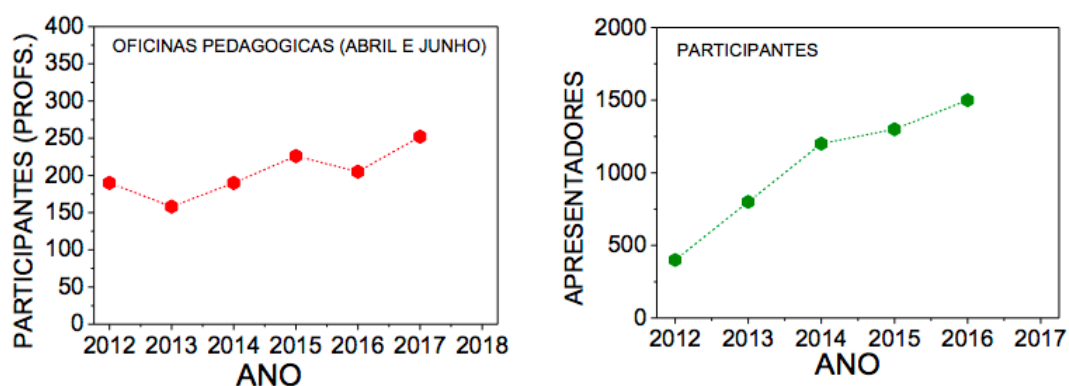 OFICINAS PEDAGOGICAS (ABRIL E JUNHO)
PARTICIPANTES (PROFS.)
400
350
300
250
200
150
100
50
0
2012 2013 2014 2015 2016 2017 2018
ANO
PARTICIPANTES
APRESENTADORES
2000
1500
1000
500
0
2012 2013 2014 2015 2016 2017
ANO